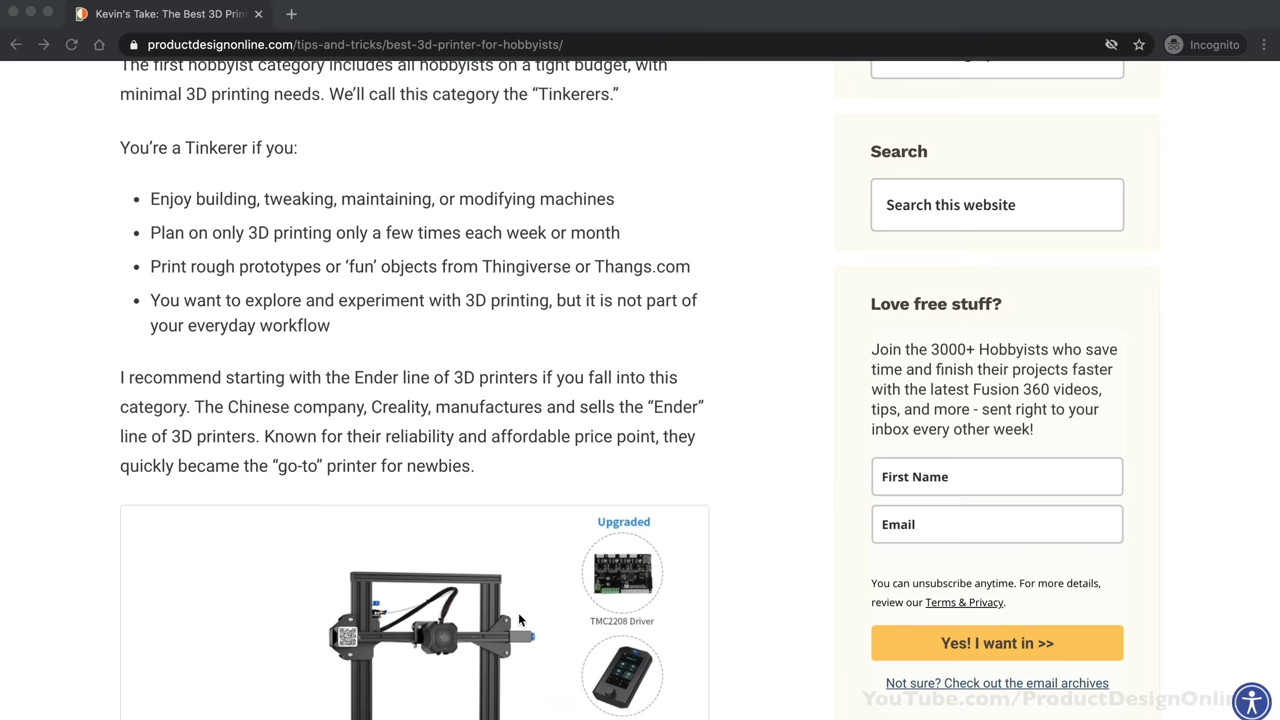 Kevin's Take: The Best 3D Prin
productdesignonline.com/tips-and-tricks/best-3d-printer-for-hobbyists/
Incognito
The first hobbyist category includes all hobbyists on a tight budget, with
minimal 3D printing needs. We'll call this category the “Tinkerers.”
You're a Tinkerer if you:
• Enjoy building, tweaking, maintaining, or modifying machines
• Plan on only 3D printing only a few times each week or month
• Print rough prototypes or ‘fun’ objects from Thingiverse or Thangs.com
• You want to explore and experiment with 3D printing, but it is not part of
your everyday workflow
I recommend starting with the Ender line of 3D printers if you fall into this
category. The Chinese company, Creality, manufactures and sells the “Ender”
line of 3D printers. Known for their reliability and affordable price point, they
quickly became the “go-to” printer for newbies.
Upgraded
TMC2208 Driver
Search
Search this website
Love free stuff?
Join the 3000+ Hobbyists who save
time and finish their projects faster
with the latest Fusion 360 videos,
tips, and more - sent right to your
inbox every other week!
First Name
Email
You can unsubscribe anytime. For more details,
review our Terms & Privacy.
Yes! I want in >>
Not sure? Check out the email archives
YouTube.com/ProductDesignOnlin